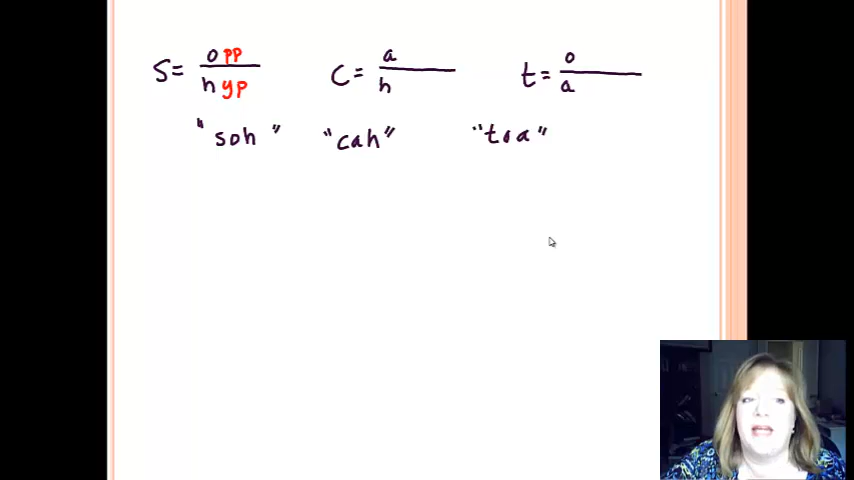 s = opp/hyp c = a/h t = o/a
"soh" "cah" "toa"